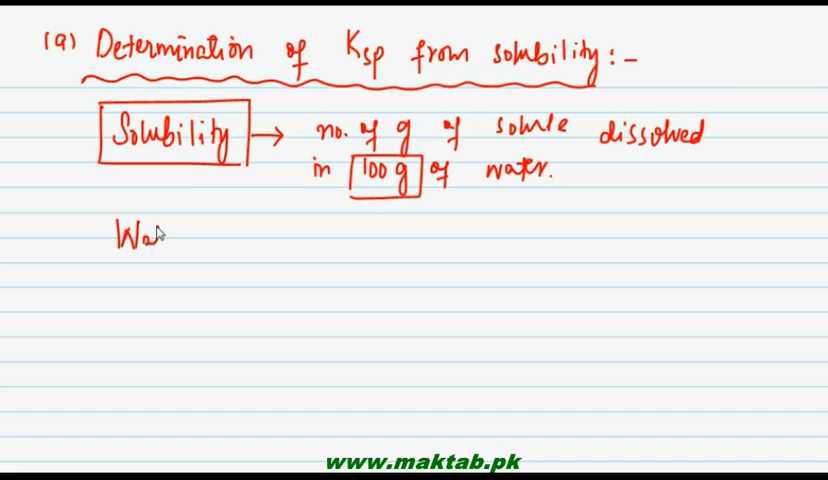 (a) Determination of Ksp from solubility:-
Solubility → no. of g of solute dissolved
in 100 g of water.
Wa
www.maktab.pk